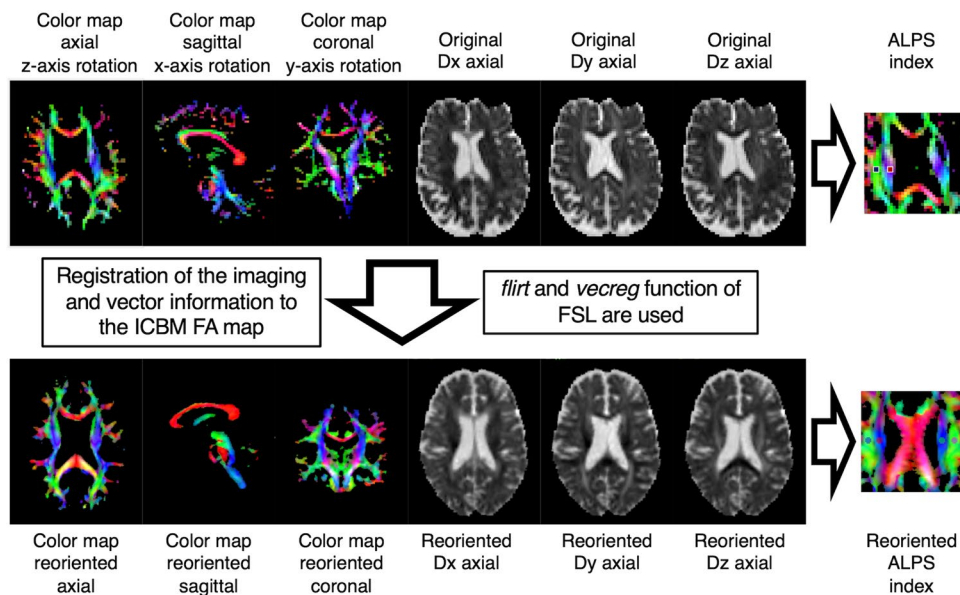 Color map
axial
z-axis rotation
Color map
sagittal
x-axis rotation
Color map
coronal
y-axis rotation
Original
Dx axial
Original
Dy axial
Original
Dz axial
ALPS
index
Registration of the imaging
and vector information to
the ICBM FA map
flirt and vecreg function of
FSL are used
Color map
reoriented
axial
Color map
reoriented
sagittal
Color map
reoriented
coronal
Reoriented
Dx axial
Reoriented
Dy axial
Reoriented
Dz axial
Reoriented
ALPS
index